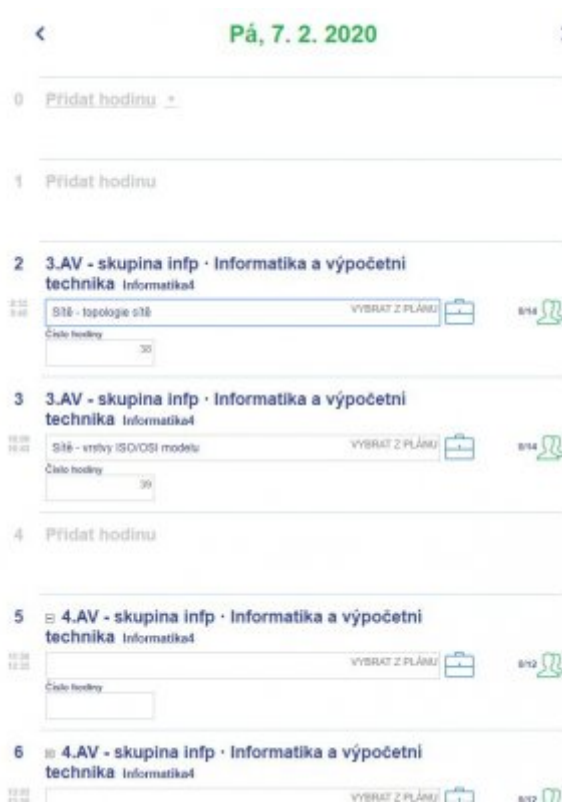 Pá, 7. 2. 2020
0 Přidat hodinu
1 Přidat hodinu
2 3.AV - skupina infp · Informatika a výpočetní
technika Informatika4
Sítě - topologie sítě VYBRAT Z PLÁNU
Číslo hodiny
38
3 3.AV - skupina infp · Informatika a výpočetní
technika Informatika4
Sítě - vrstvy ISO/OSI modelu VYBRAT Z PLÁNU
Číslo hodiny
39
4 Přidat hodinu
5 4.AV - skupina infp · Informatika a výpočetní
technika Informatika4
VYBRAT Z PLÁNU
Číslo hodiny
6 4.AV - skupina infp · Informatika a výpočetní
technika Informatika4
VYBRAT Z PLÁNU